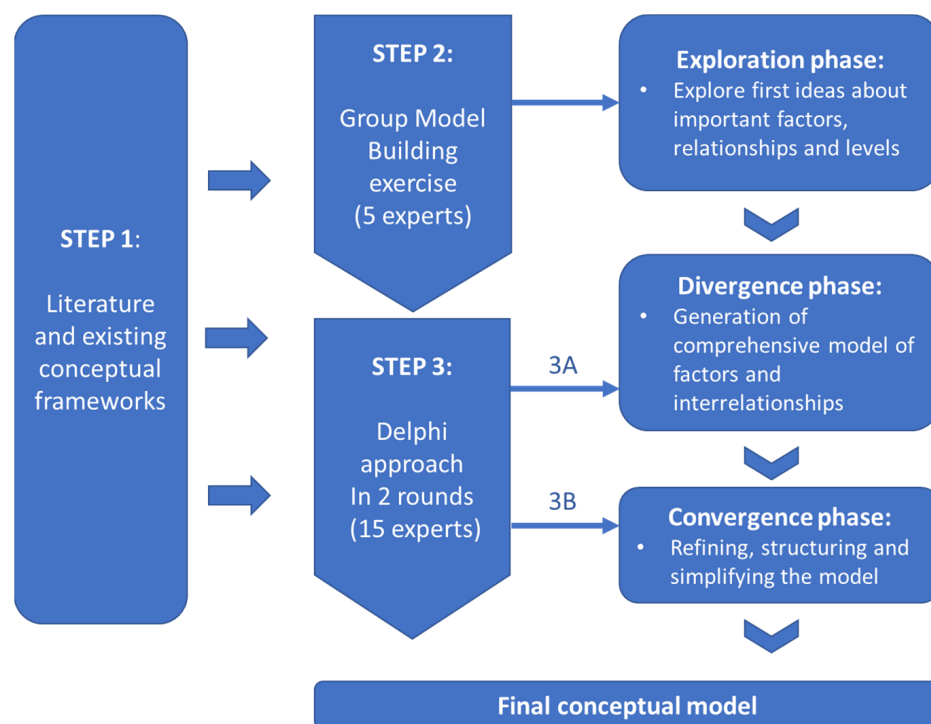 STEP 1:
Literature
and existing
conceptual
frameworks
STEP 2:
Group Model
Building
exercise
(5 experts)
STEP 3:
Delphi
approach
In 2 rounds
(15 experts)
3A
3B
Exploration phase:
• Explore first ideas about
important factors,
relationships and levels
Divergence phase:
• Generation of
comprehensive model of
factors and
interrelationships
Convergence phase:
• Refining, structuring and
simplifying the model
Final conceptual model